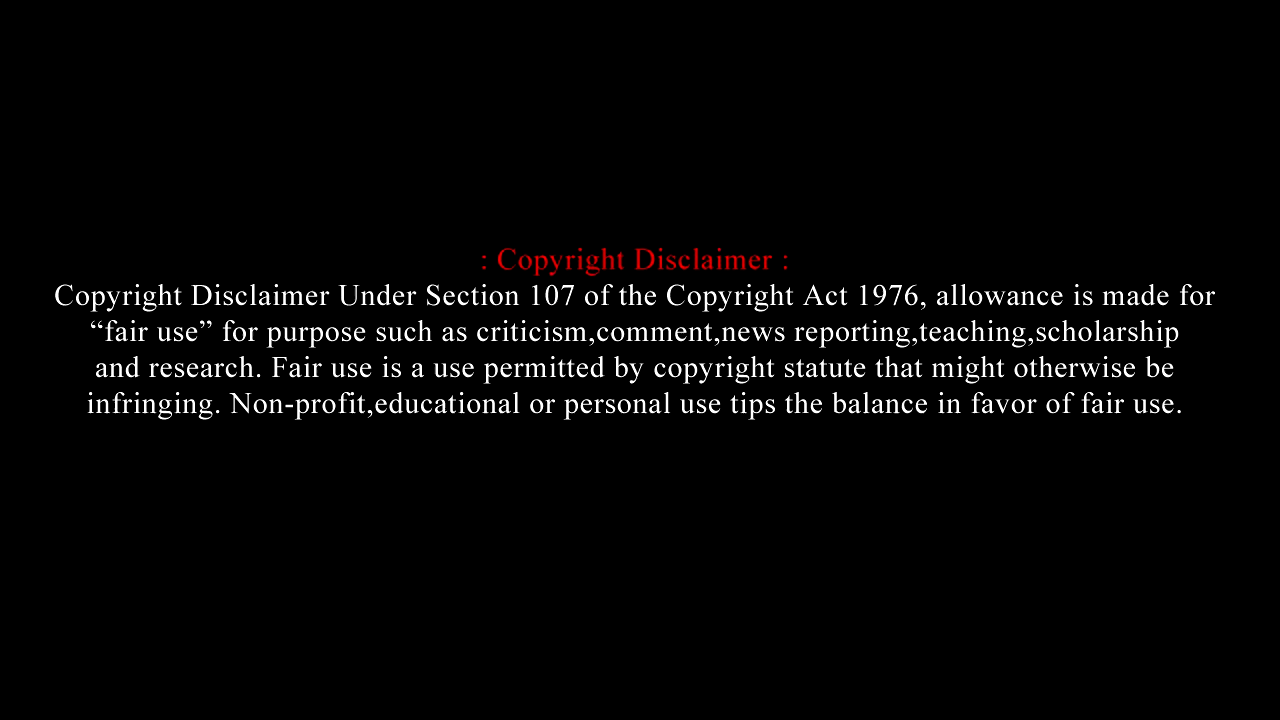 : Copyright Disclaimer :
Copyright Disclaimer Under Section 107 of the Copyright Act 1976, allowance is made for
“fair use” for purpose such as criticism,comment,news reporting,teaching,scholarship
and research. Fair use is a use permitted by copyright statute that might otherwise be
infringing. Non-profit,educational or personal use tips the balance in favor of fair use.